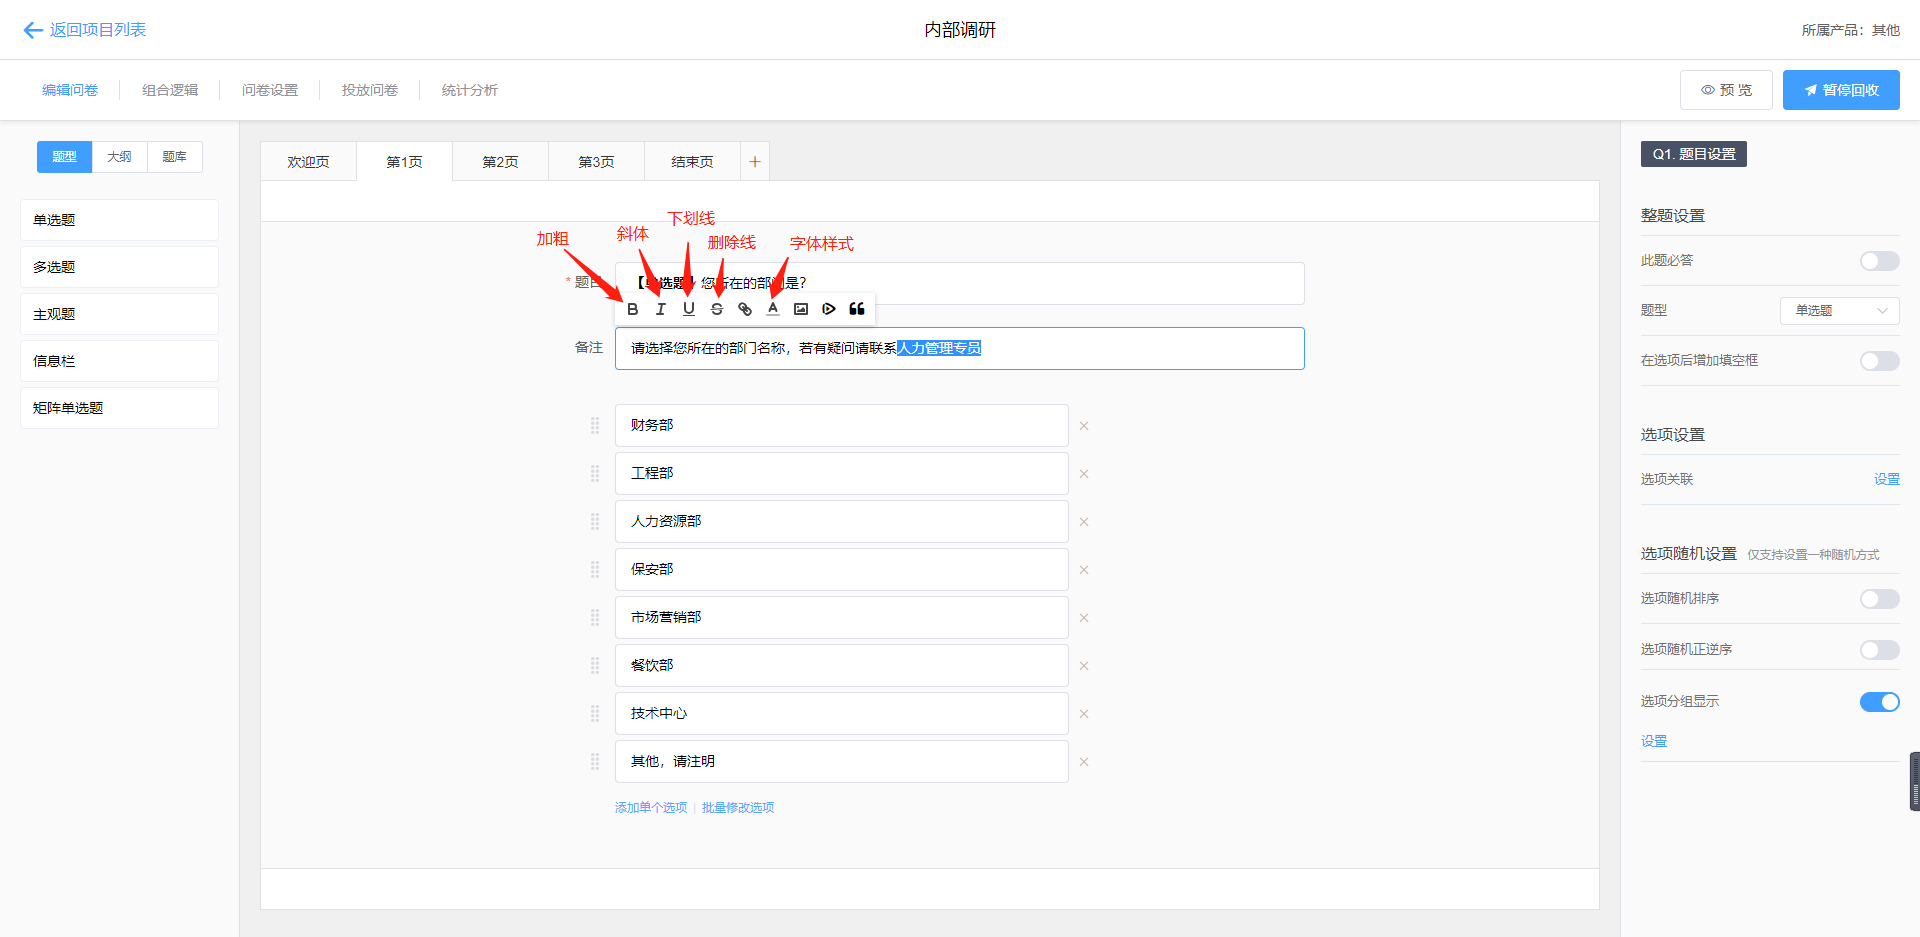 返回项目列表
内部调研
所属产品：其他
编辑问卷
组合逻辑
问卷设置
投放问卷
统计分析
预 览
暂停回收
题型
大纲
题库
单选题
多选题
主观题
信息栏
矩阵单选题
欢迎页
第1页
第2页
第3页
结束页
下划线
加粗
斜体
删除线
字体样式
* 题目
【单选题】您所在的部门是?
备注
请选择您所在的部门名称，若有疑问请联系人力管理专员
财务部
工程部
人力资源部
保安部
市场营销部
餐饮部
技术中心
其他，请注明
添加单个选项 | 批量修改选项
Q1. 题目设置
整题设置
此题必答
题型
单选题
在选项后增加填空框
选项设置
选项关联
设置
选项随机设置 仅支持设置一种随机方式
选项随机排序
选项随机正逆序
选项分组显示
设置